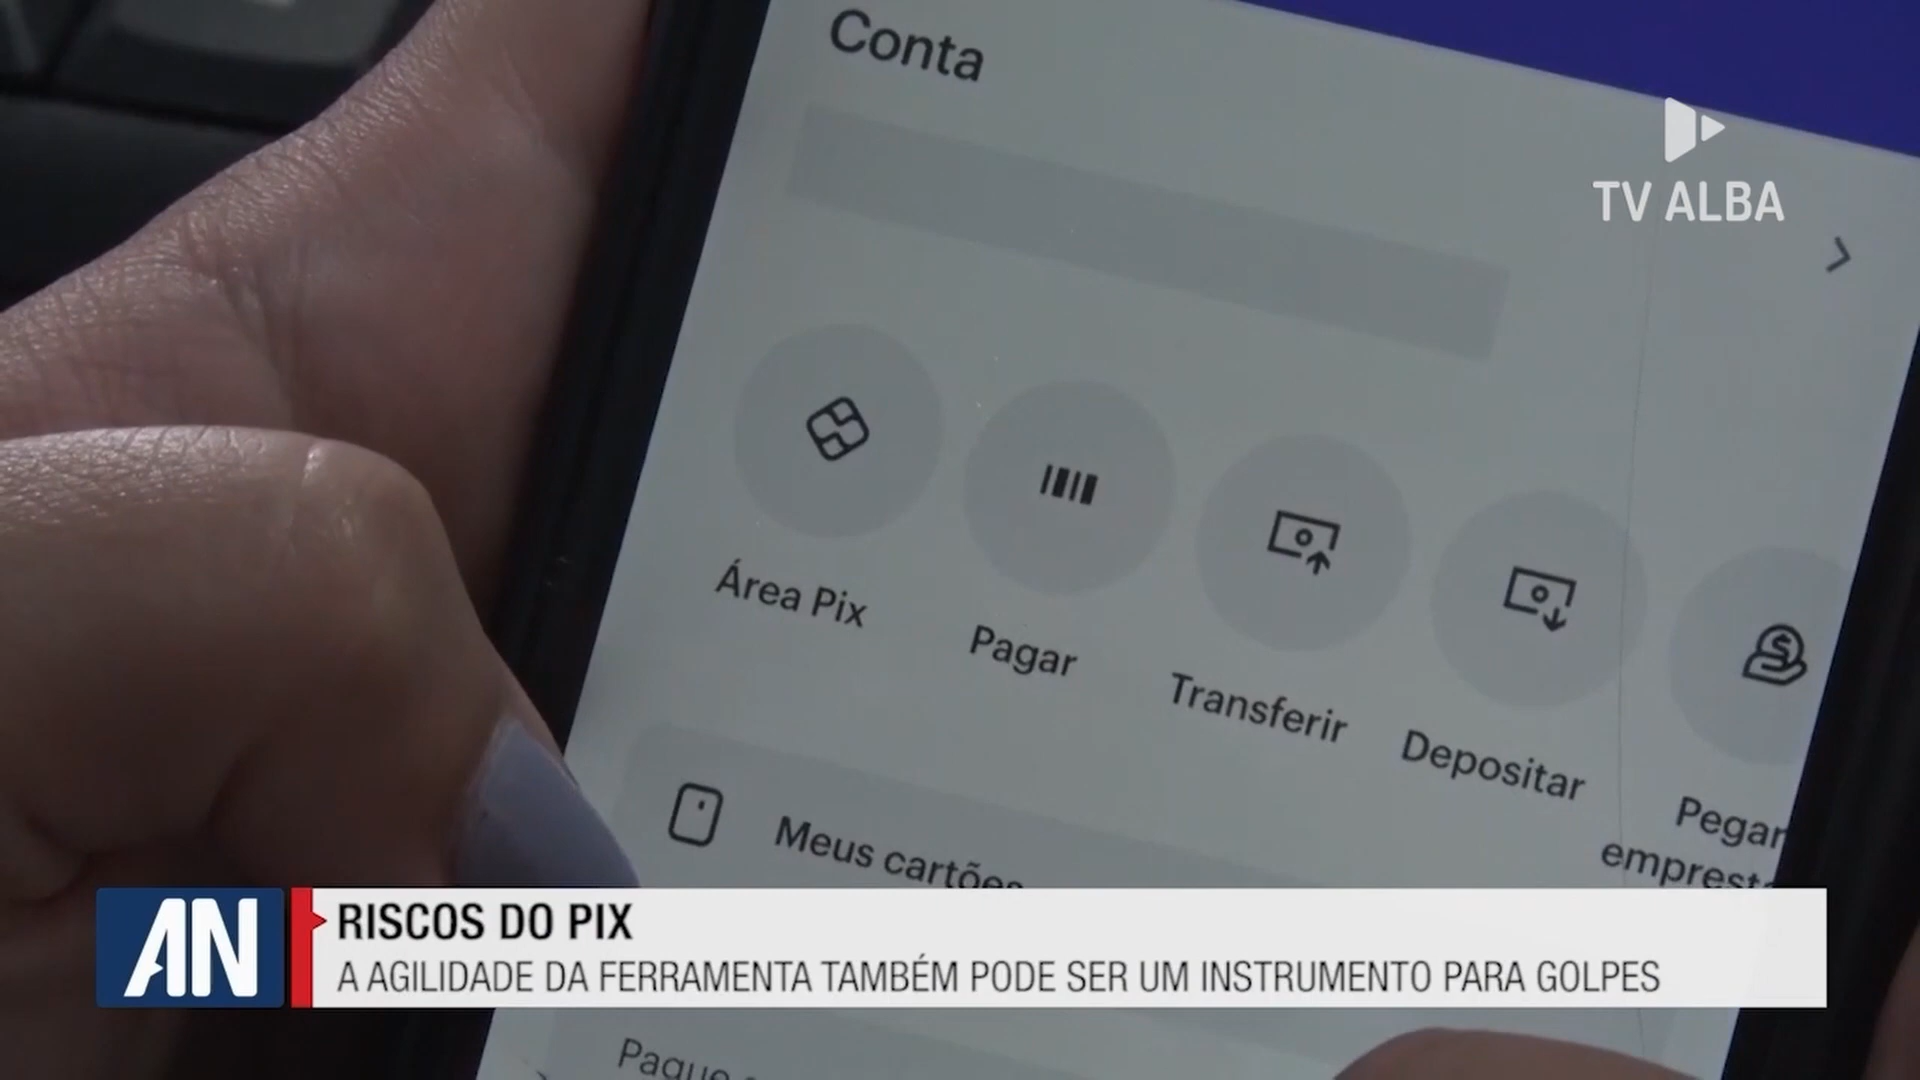 Conta
TV ALBA
Área Pix
Pagar
Transferir
Depositar
Pegar
Meus cartões
AN
RISCOS DO PIX
A AGILIDADE DA FERRAMENTA TAMBÉM PODE SER UM INSTRUMENTO PARA GOLPES